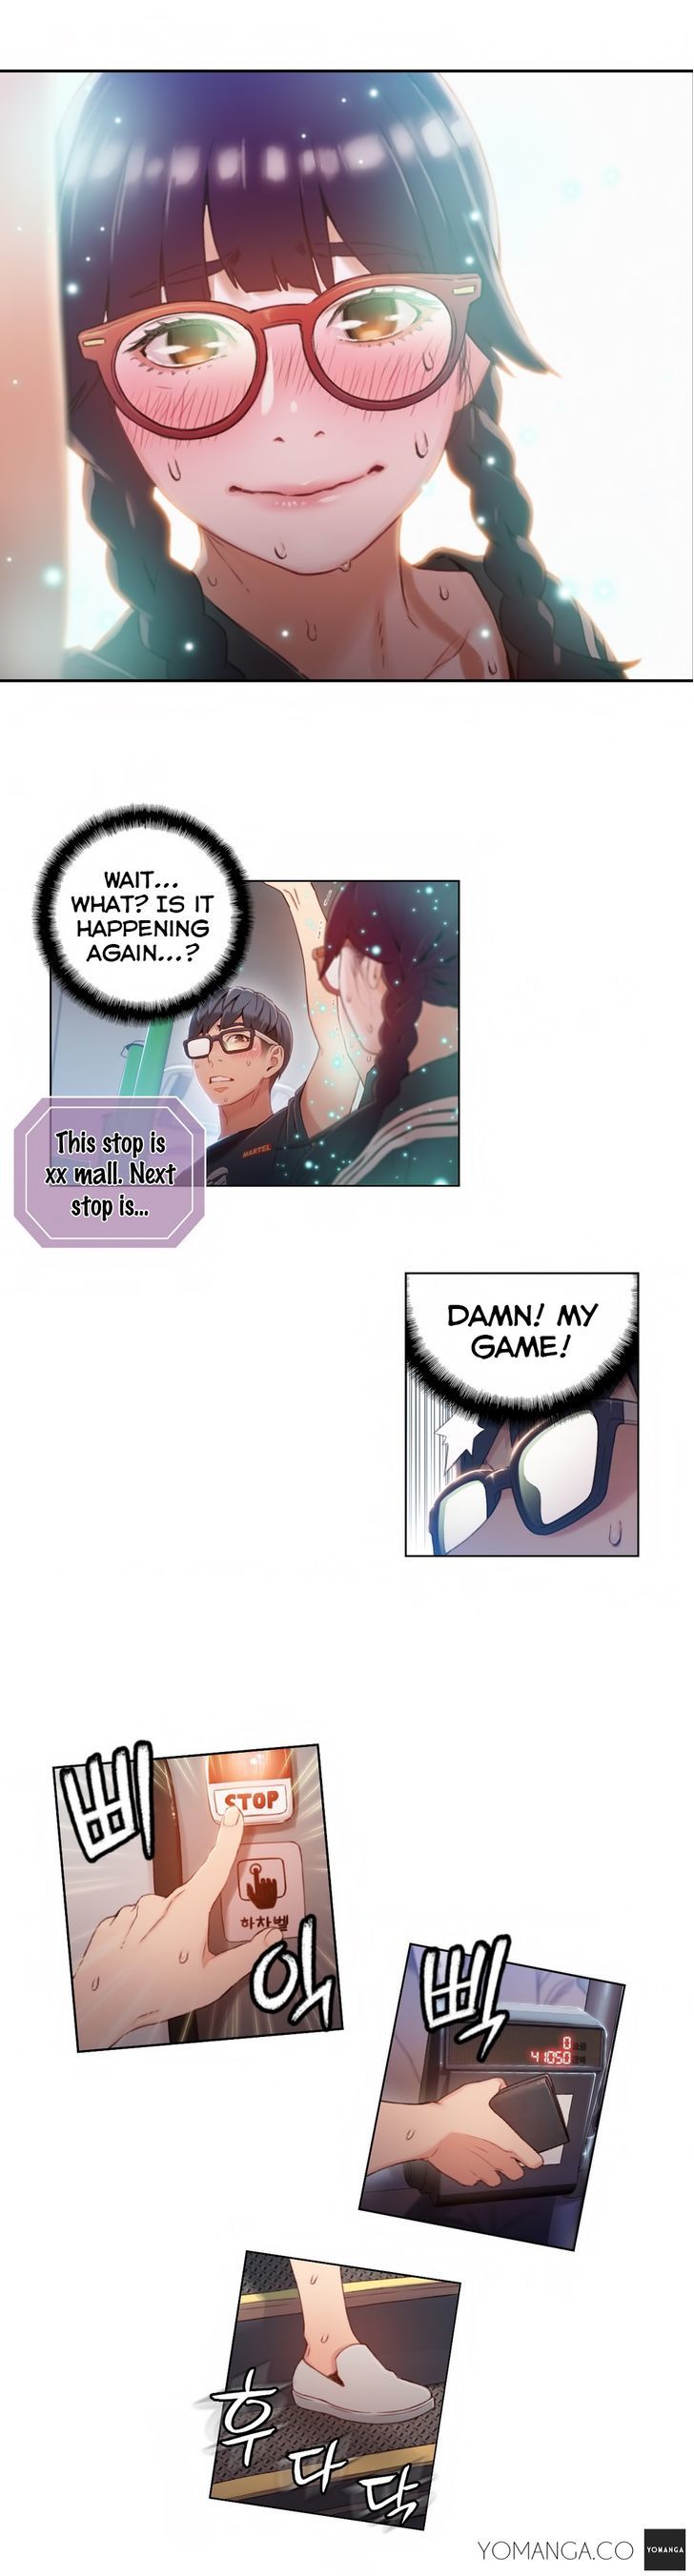 WAIT...
WHAT? IS IT
HAPPENING
AGAIN...?
MARTEL
This stop is
xx mall. Next
stop is...
DAMN! MY
GAME!
삐
STOP
하차벨
익
삑
0
41050
후
다
닥
YOMANGA.CO
YOMANGA